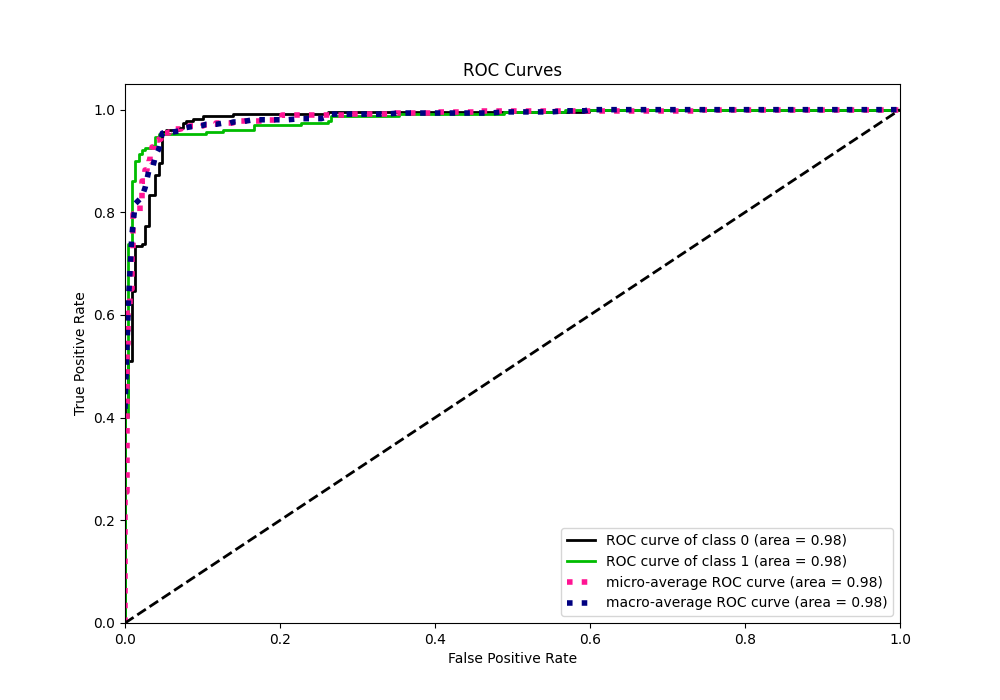 ROC Curves
True Positive Rate
1.0
0.8
0.6
0.4
0.2
0.0
0.0 0.2 0.4 0.6 0.8 1.0
False Positive Rate
ROC curve of class 0 (area = 0.98)
ROC curve of class 1 (area = 0.98)
micro-average ROC curve (area = 0.98)
macro-average ROC curve (area = 0.98)